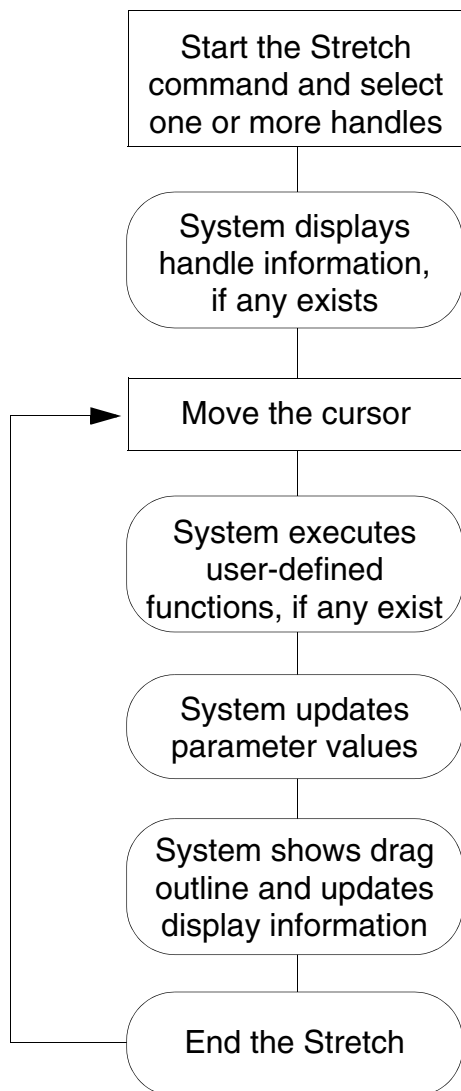 Start the Stretch
command and select
one or more handles
System displays
handle information,
if any exists
Move the cursor
System executes
user-defined
functions, if any exist
System updates
parameter values
System shows drag
outline and updates
display information
End the Stretch